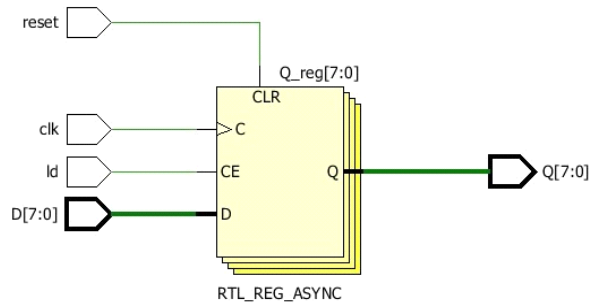 reset
Q_reg[7:0]
CLR
clk
C
ld
CE
Q
Q[7:0]
D[7:0]
D
RTL_REG_ASYNC